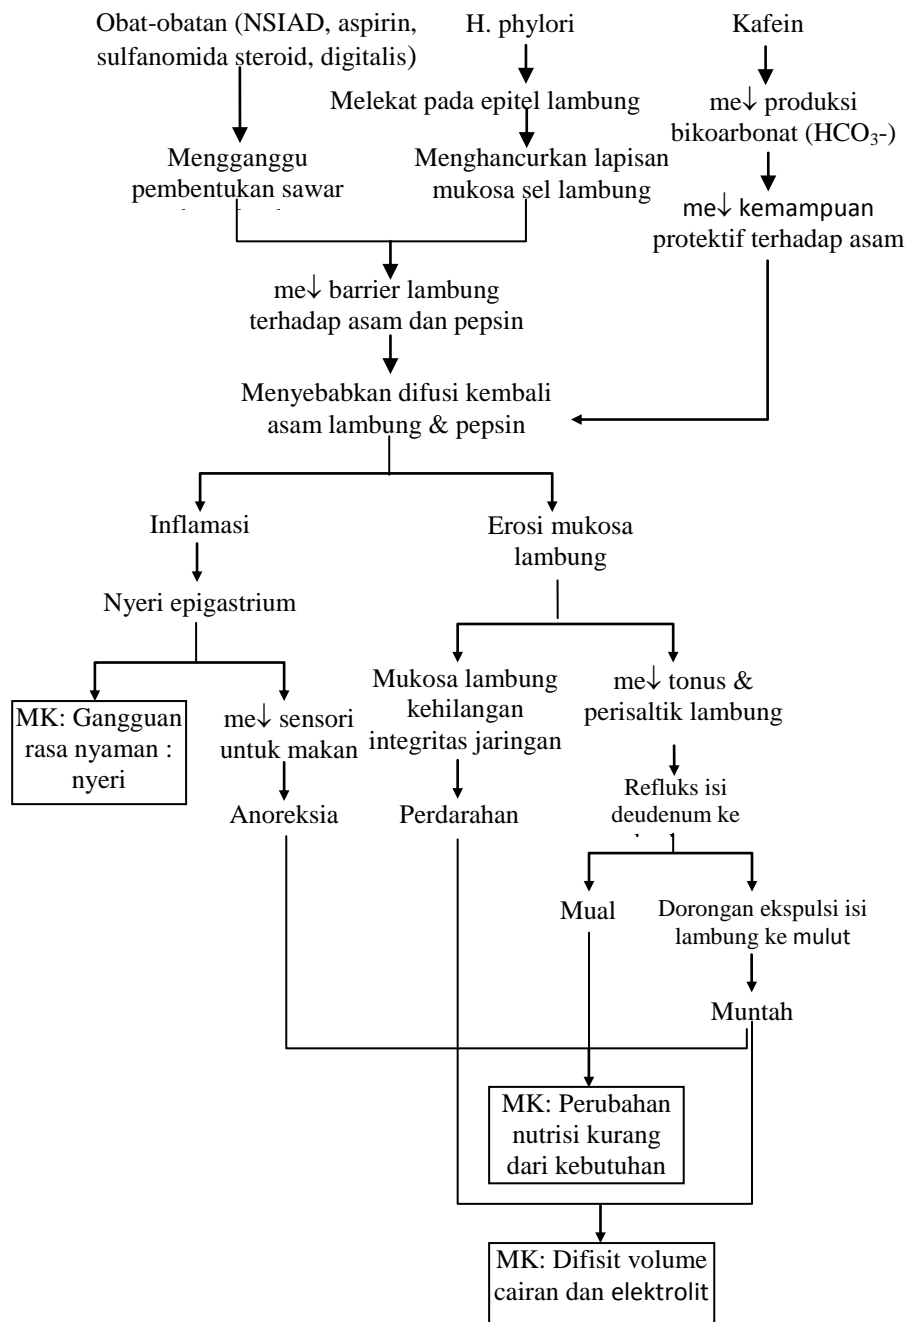 Obat-obatan (NSIAD, aspirin,
sulfanomida steroid, digitalis)
H. phylori
Kafein
Melekat pada epitel lambung
me↓ produksi
bikoarbonat (HCO₃-)
Mengganggu
pembentukan sawar
Menghancurkan lapisan
mukosa sel lambung
me↓ kemampuan
protektif terhadap asam
me↓ barrier lambung
terhadap asam dan pepsin
Menyebabkan difusi kembali
asam lambung & pepsin
Inflamasi
Erosi mukosa
lambung
Nyeri epigastrium
MK: Gangguan
rasa nyaman :
nyeri
me↓ sensori
untuk makan
Mukosa lambung
kehilangan
integritas jaringan
me↓ tonus &
perisaltik lambung
Anoreksia
Perdarahan
Refluks isi
deudenum ke
Mual
Dorongan ekspulsi isi
lambung ke mulut
Muntah
MK: Perubahan
nutrisi kurang
dari kebutuhan
MK: Difisit volume
cairan dan elektrolit